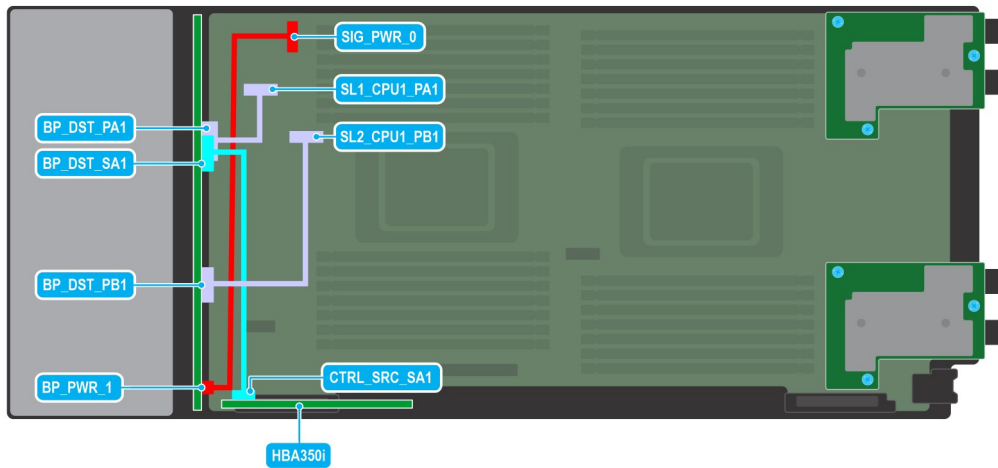 SIG_PWR_0
SL1_CPU1_PA1
BP_DST_PA1
SL2_CPU1_PB1
BP_DST_SA1
BP_DST_PB1
CTRL_SRC_SA1
BP_PWR_1
HBA350i